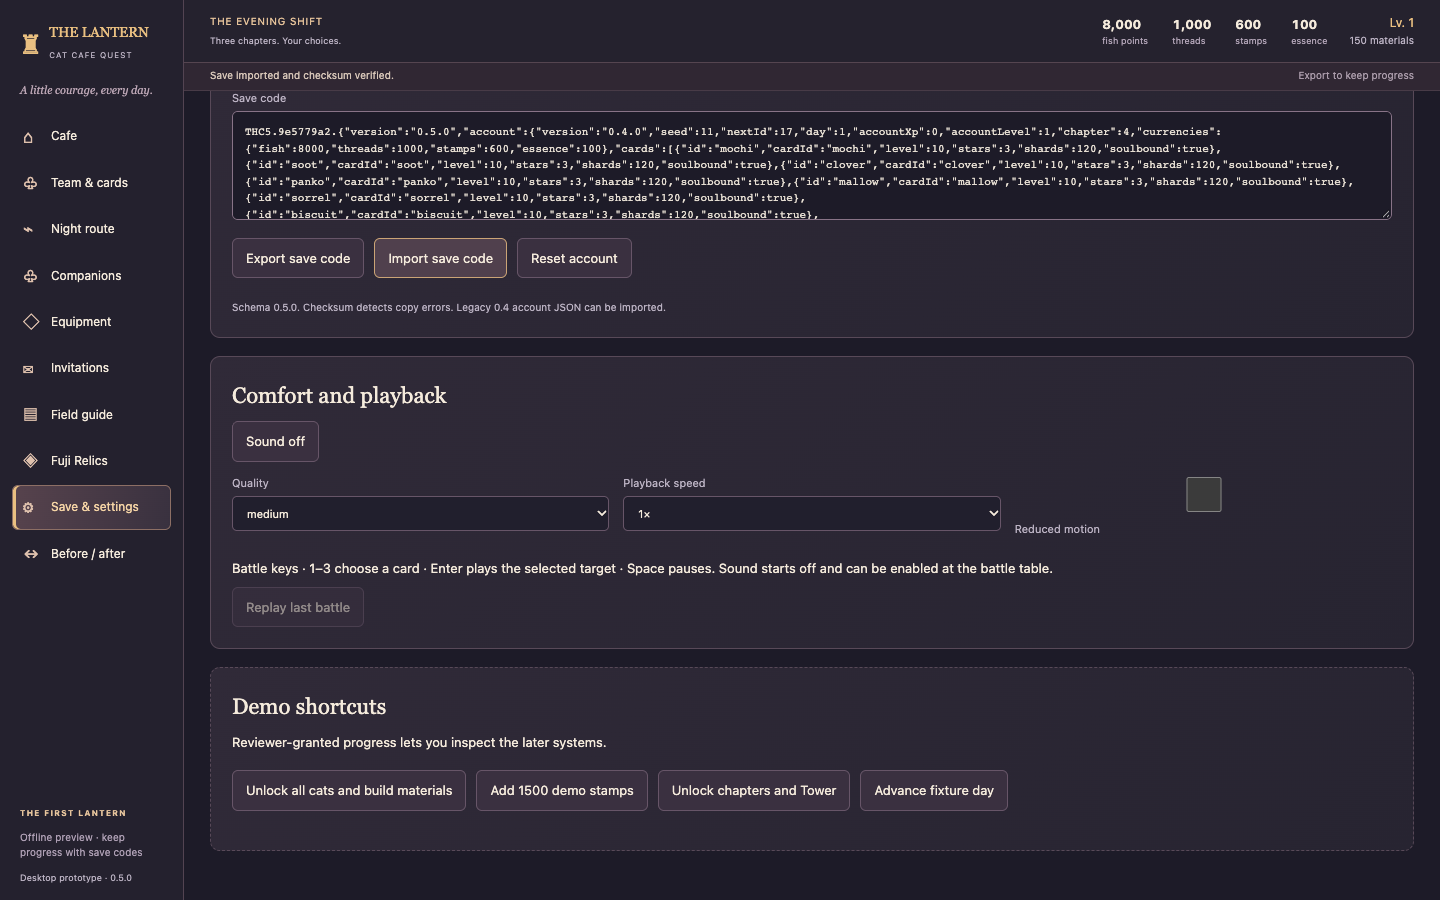 THE LANTERN
CAT CAFE QUEST
A little courage, every day.
Cafe
Team & cards
Night route
Companions
Equipment
Invitations
Field guide
Fuji Relics
Save & settings
Before / after
THE FIRST LANTERN
Offline preview · keep
progress with save codes
Desktop prototype · 0.5.0
THE EVENING SHIFT
Three chapters. Your choices.
8,000
fish points
1,000
threads
600
stamps
100
essence
Lv. 1
150 materials
Save imported and checksum verified.
Export to keep progress
Save code
THC5.9e5779a2.{"version":"0.5.0","account":{"version":"0.4.0","seed":11,"nextId":17,"day":1,"accountXp":0,"accountLevel":1,"chapter":4,"currencies":
{"fish":8000,"threads":1000,"stamps":600,"essence":100},"cards":[{"id":"mochi","cardId":"mochi","level":10,"stars":3,"shards":120,"soulbound":true},
{"id":"soot","cardId":"soot","level":10,"stars":3,"shards":120,"soulbound":true},{"id":"clover","cardId":"clover","level":10,"stars":3,"shards":120,"soulbound":true},
{"id":"panko","cardId":"panko","level":10,"stars":3,"shards":120,"soulbound":true},{"id":"mallow","cardId":"mallow","level":10,"stars":3,"shards":120,"soulbound":true},
{"id":"sorrel","cardId":"sorrel","level":10,"stars":3,"shards":120,"soulbound":true},
{"id":"biscuit","cardId":"biscuit","level":10,"stars":3,"shards":120,"soulbound":true},
Export save code
Import save code
Reset account
Schema 0.5.0. Checksum detects copy errors. Legacy 0.4 account JSON can be imported.
Comfort and playback
Sound off
Quality
medium
Playback speed
1×
Reduced motion
Battle keys · 1–3 choose a card · Enter plays the selected target · Space pauses. Sound starts off and can be enabled at the battle table.
Replay last battle
Demo shortcuts
Reviewer-granted progress lets you inspect the later systems.
Unlock all cats and build materials
Add 1500 demo stamps
Unlock chapters and Tower
Advance fixture day